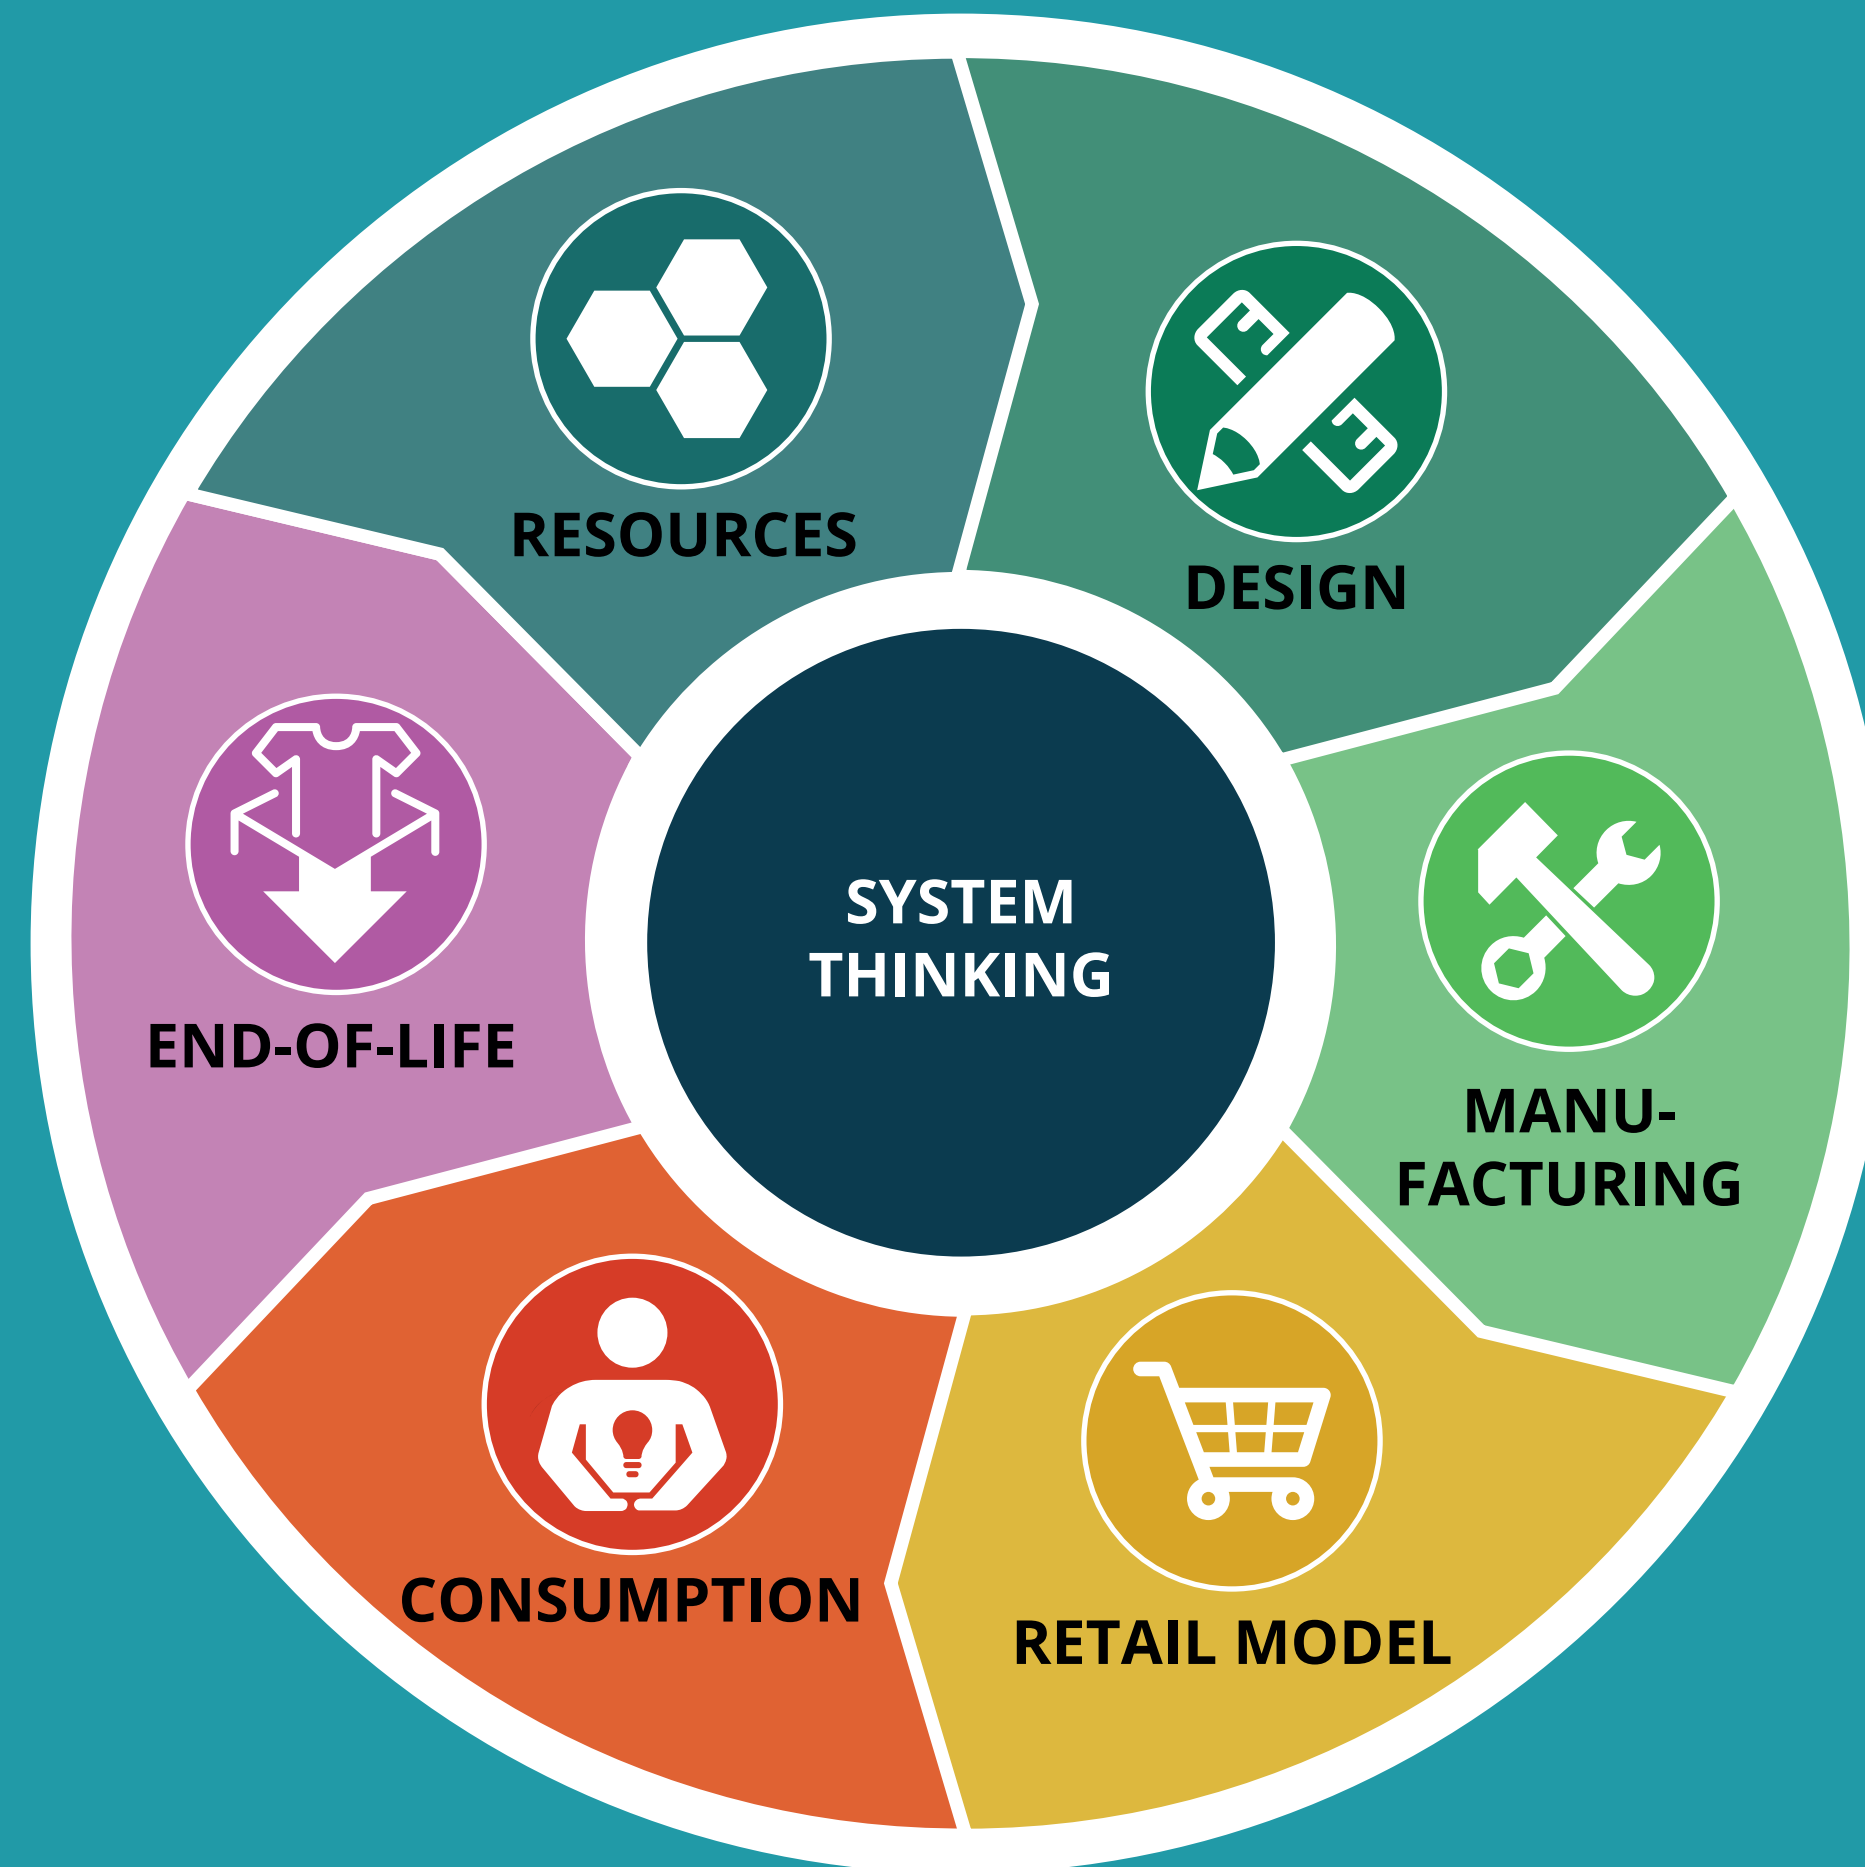 RESOURCES
DESIGN
MANU-
FACTURING
RETAIL MODEL
CONSUMPTION
END-OF-LIFE
SYSTEM
THINKING